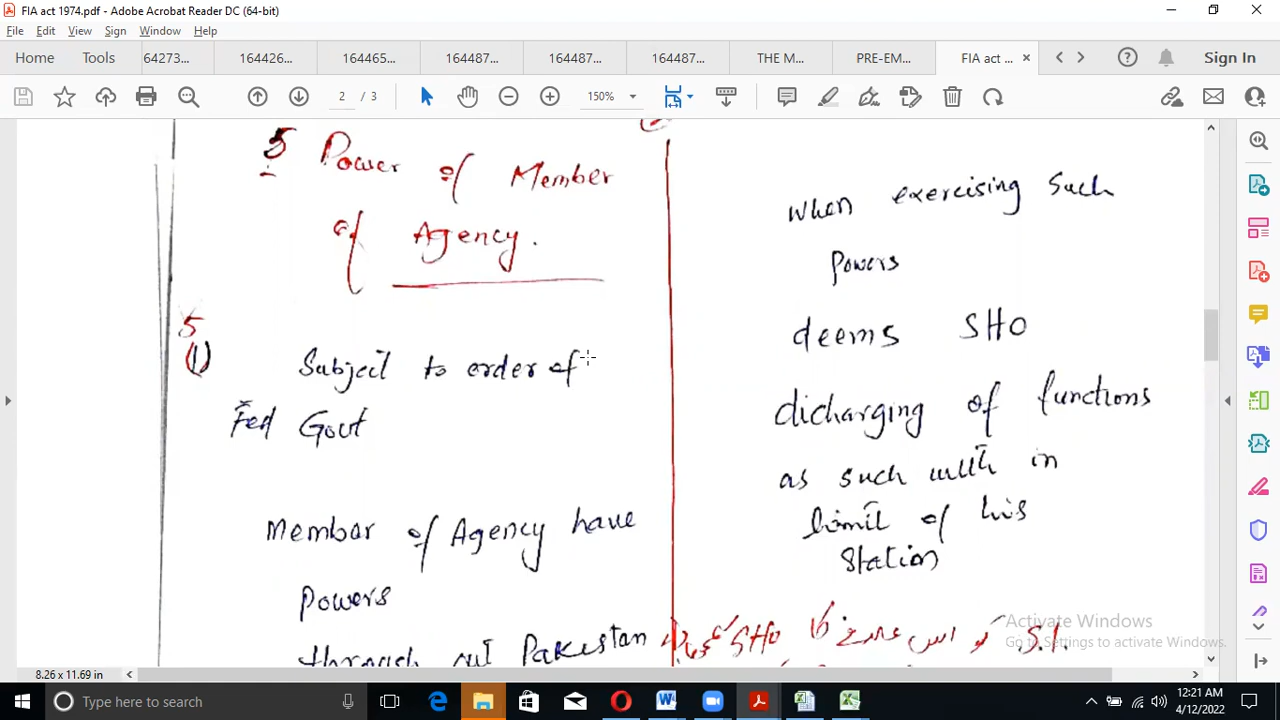 FIA act 1974.pdf - Adobe Acrobat Reader DC (64-bit)
File Edit View Sign Window Help
Home Tools 64273... 164426... 164465... 164487... 164487... 164487... THE M... PRE-EM... FIA act ... × Sign In
2 / 3 150%
5 Power of Member
of Agency.
5
(1) Subject to order of
Fed Govt
Member of Agency have
Powers
through out Pakistan
when exercising such
Powers
deems SHO
dicharging of functions
as such with in
limit of his
Station
SHO کا
S.I.
Activate Windows
Go to Settings to activate Windows.
8.26 x 11.69 in
Type here to search
12:21 AM
4/12/2022